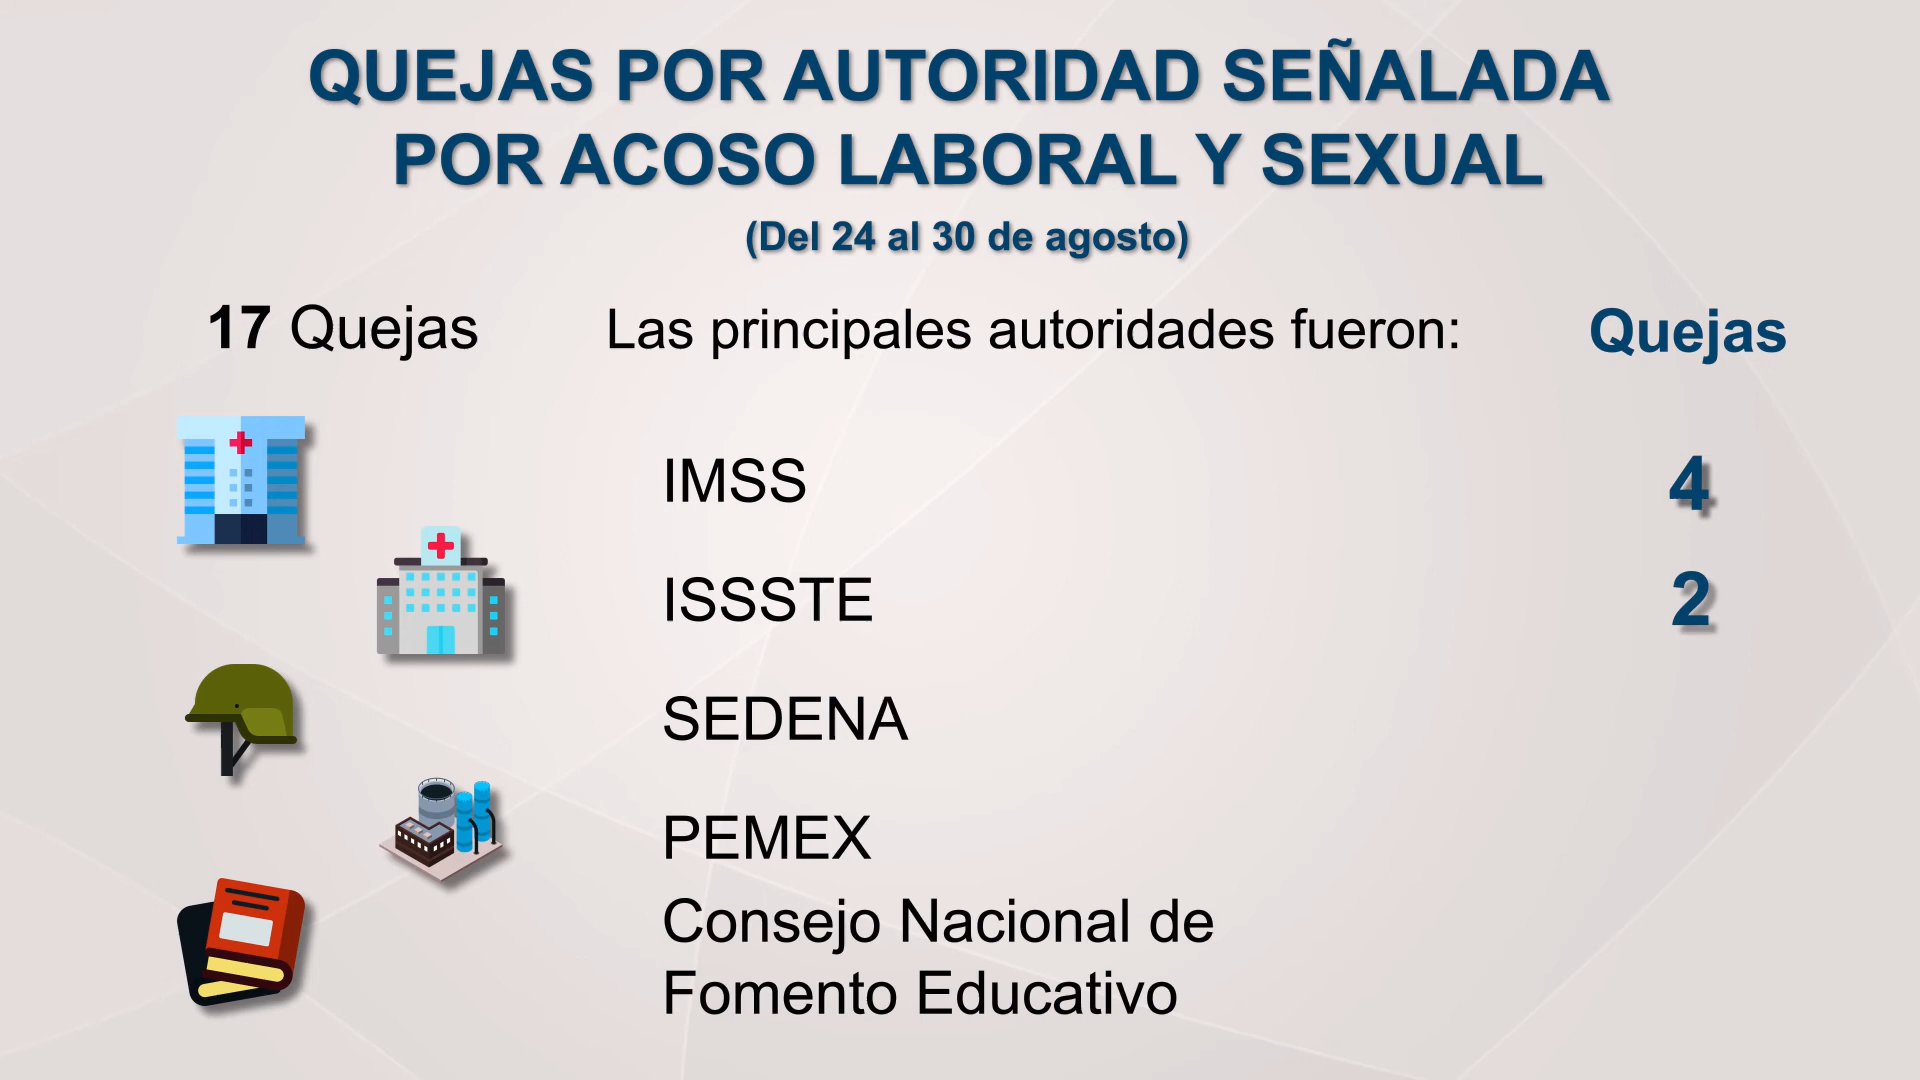 QUEJAS POR AUTORIDAD SEÑALADA
POR ACOSO LABORAL Y SEXUAL
(Del 24 al 30 de agosto)
17 Quejas Las principales autoridades fueron: Quejas
IMSS 4
ISSSTE 2
SEDENA
PEMEX
Consejo Nacional de
Fomento Educativo